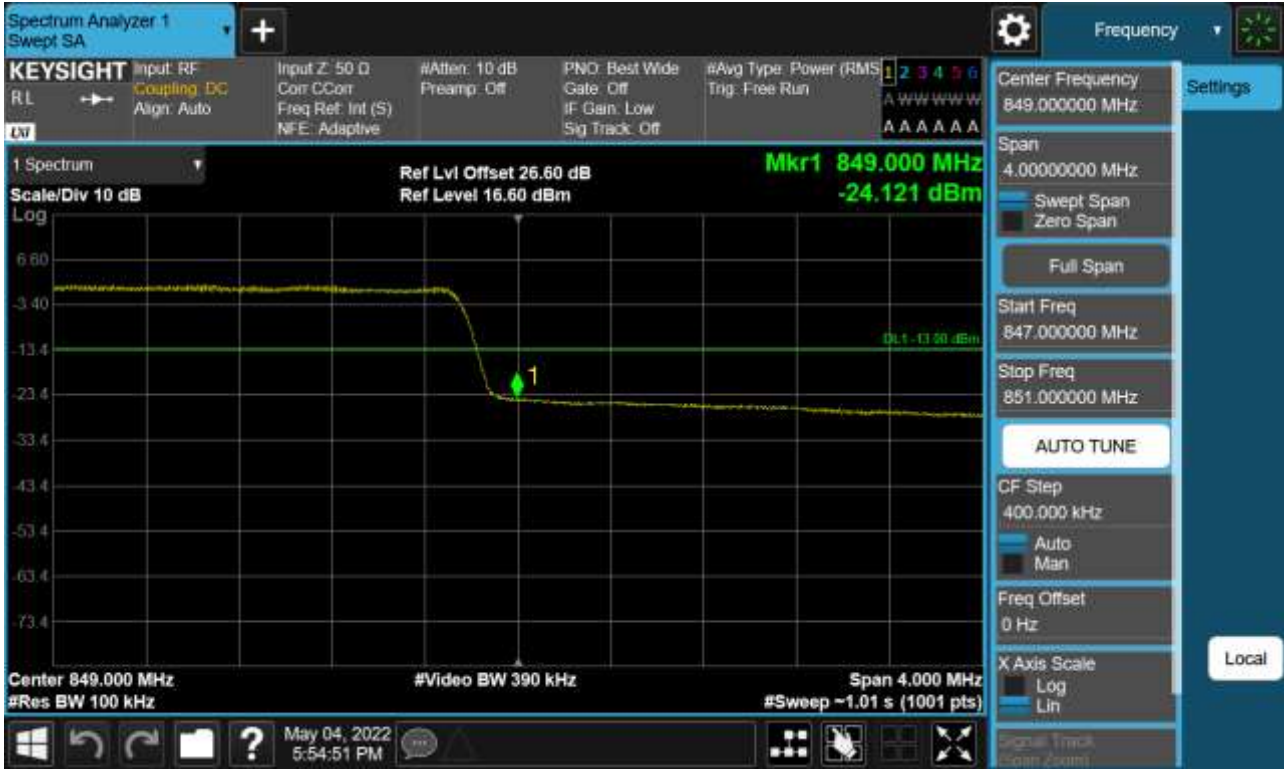 Spectrum Analyzer 1
Swept SA
Frequency
KEYSIGHT
RL
LXI
Input: RF
Coupling: DC
Align: Auto
Input Z: 50 Ω
Corr CCorr
Freq Ref: Int (S)
NFE: Adaptive
#Atten: 10 dB
Preamp: Off
PNO: Best Wide
Gate: Off
IF Gain: Low
Sig Track: Off
#Avg Type: Power (RMS
Trig: Free Run
1 2 3 4 5 6
A W W W W W
A A A A A A
1 Spectrum
Scale/Div 10 dB
Log
Ref Lvl Offset 26.60 dB
Ref Level 16.60 dBm
Mkr1 849.000 MHz
-24.121 dBm
6.60
-3.40
-13.4
-23.4
-33.4
-43.4
-53.4
-63.4
-73.4
DL1 -13.00 dBm
1
Center 849.000 MHz
#Res BW 100 kHz
#Video BW 390 kHz
Span 4.000 MHz
#Sweep ~1.01 s (1001 pts)
Center Frequency
849.000000 MHz
Settings
Span
4.00000000 MHz
Swept Span
Zero Span
Full Span
Start Freq
847.000000 MHz
Stop Freq
851.000000 MHz
AUTO TUNE
CF Step
400.000 kHz
Auto
Man
Freq Offset
0 Hz
X Axis Scale
Log
Lin
Local
Signal Track
(Span Zoom)
?
May 04, 2022
5:54:51 PM